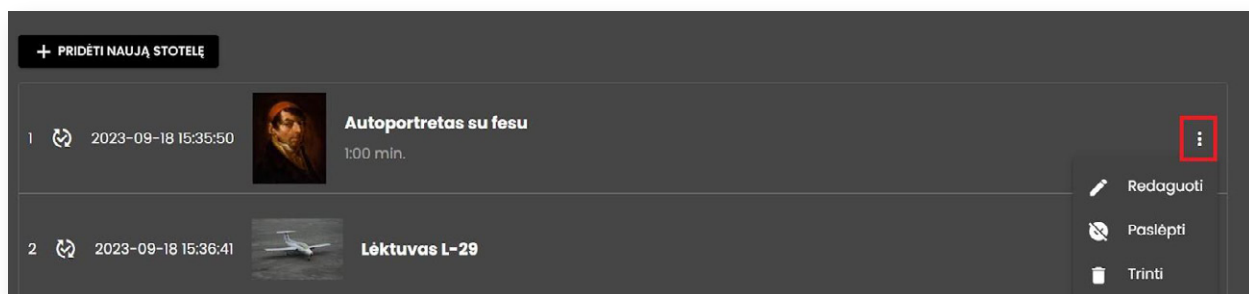 + PRIDĖTI NAUJĄ STOTELĘ
1 2023-09-18 15:35:50 Autoportretas su fesu
1:00 min.
Redaguoti
2 2023-09-18 15:36:41 Lėktuvas L-29
Paslėpti
Trinti